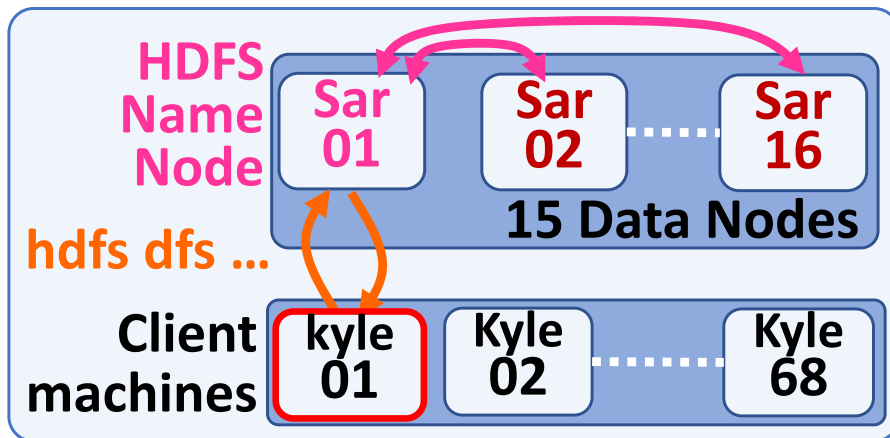 HDFS
Name
Node
Sar
01
Sar
02
Sar
16
15 Data Nodes
hdfs dfs ...
Client
machines
kyle
01
Kyle
02
Kyle
68